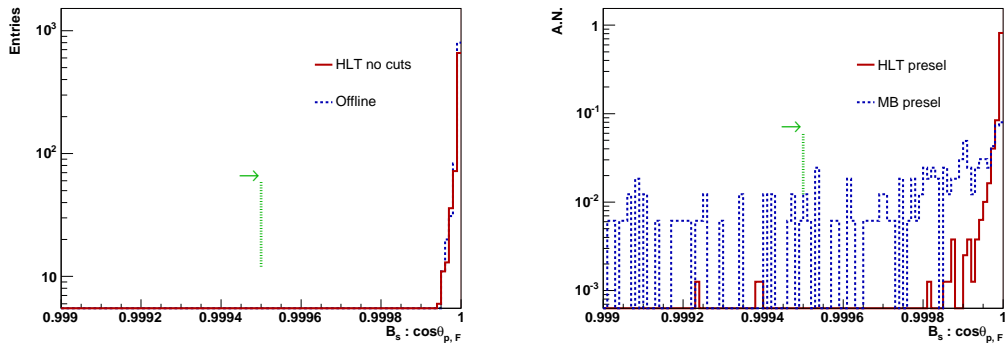 Entries
10³
10²
10
HLT no cuts
Offline
0.999 0.9992 0.9994 0.9996 0.9998 1
B_s : cosθ_p, F
A.N.
1
10⁻¹
10⁻²
10⁻³
HLT presel
MB presel
0.999 0.9992 0.9994 0.9996 0.9998 1
B_s : cosθ_p, F